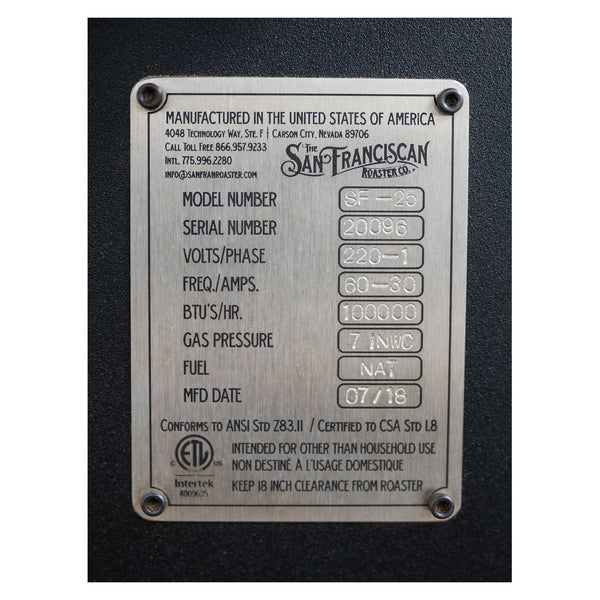 MANUFACTURED IN THE UNITED STATES OF AMERICA
4048 TECHNOLOGY WAY, STE. F | CARSON CITY, NEVADA 89706
CALL TOLL FREE 866.957.9233
INTL. 775.996.2280
INFO@SANFRANROASTER.COM
THE
SAN FRANCISCAN
ROASTER CO.
MODEL NUMBER SF-25
SERIAL NUMBER 20096
VOLTS/PHASE 220-1
FREQ./AMPS. 60-30
BTU'S/HR. 100000
GAS PRESSURE 7 INWC
FUEL NAT
MFD DATE 07/18
CONFORMS TO ANSI STD Z83.11 / CERTIFIED TO CSA STD 1.8
C ETL US
INTENDED FOR OTHER THAN HOUSEHOLD USE
NON DESTINÉ À L'USAGE DOMESTIQUE
Intertek
4009635
KEEP 18 INCH CLEARANCE FROM ROASTER